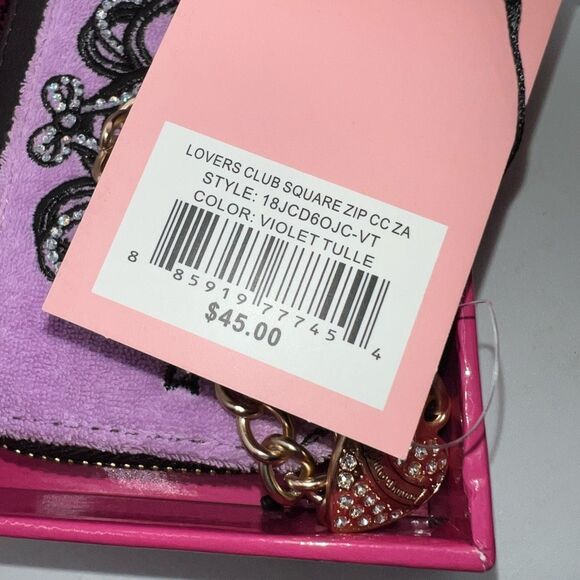 LOVERS CLUB SQUARE ZIP CC ZA
STYLE: 18JCD6OJC-VT
COLOR: VIOLET TULLE
8 85919 77745 4
$45.00